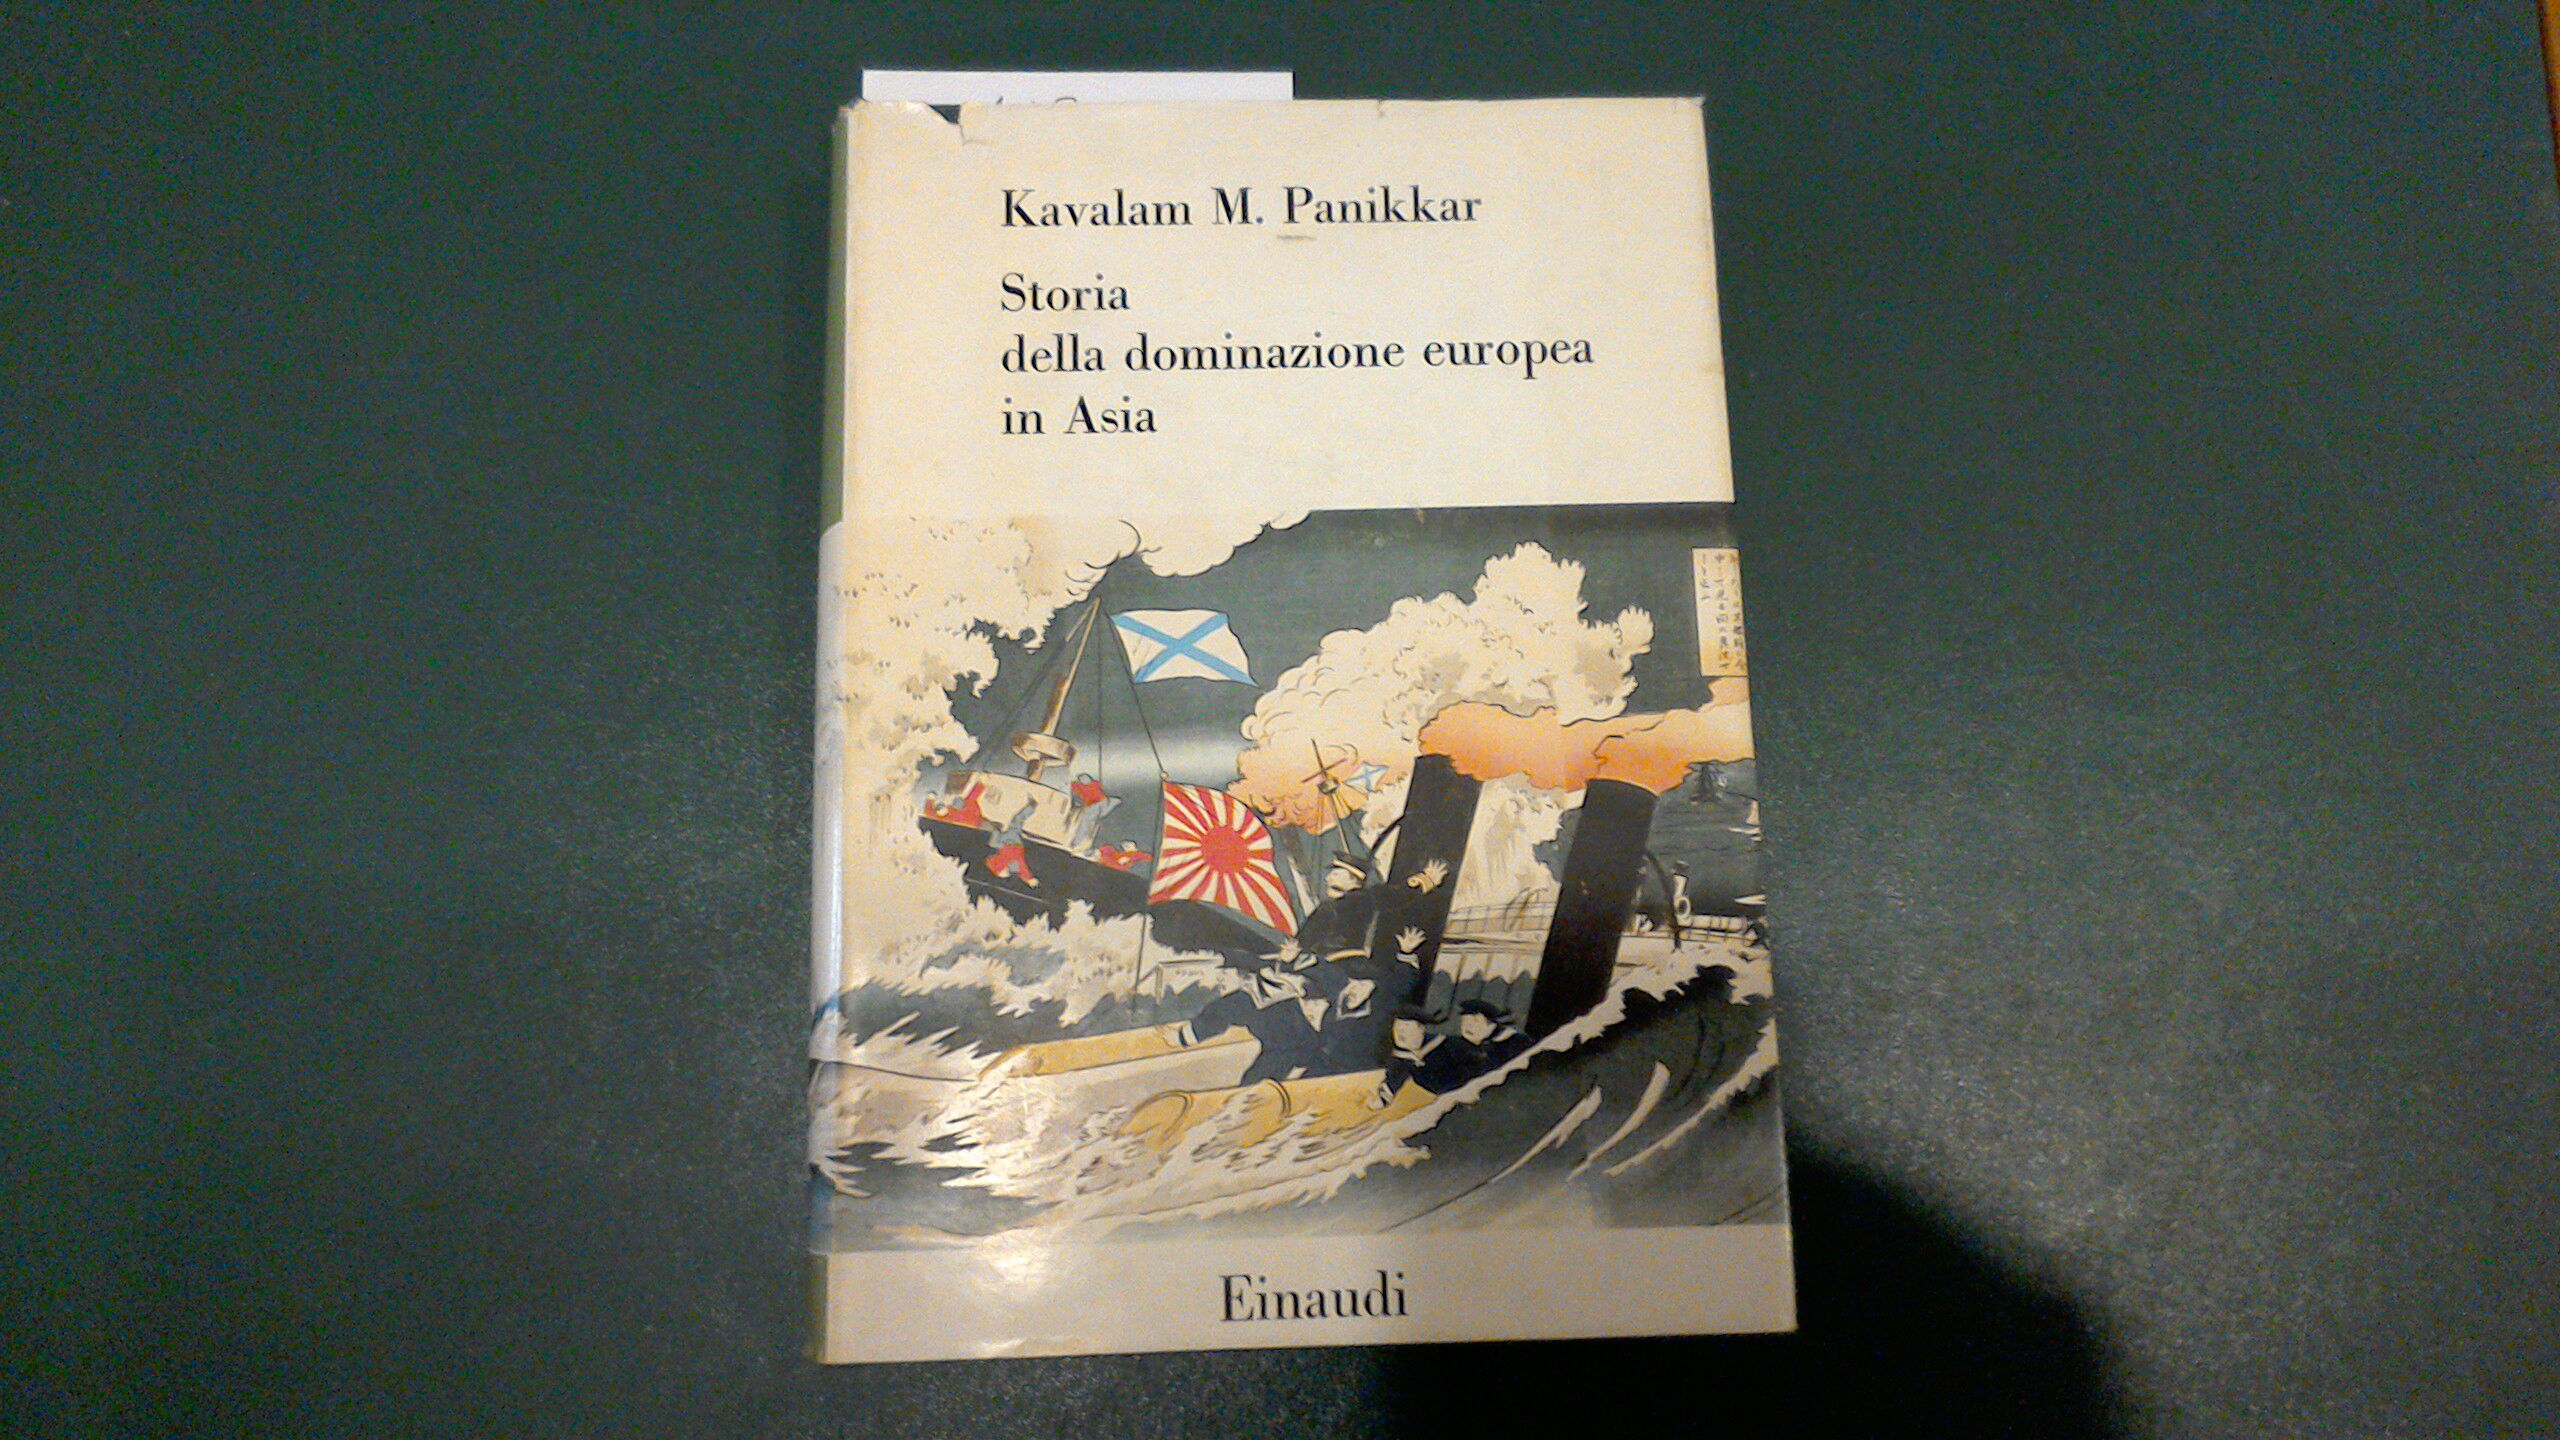 Kavalam M. Panikkar
Storia
della dominazione europea
in Asia
Einaudi